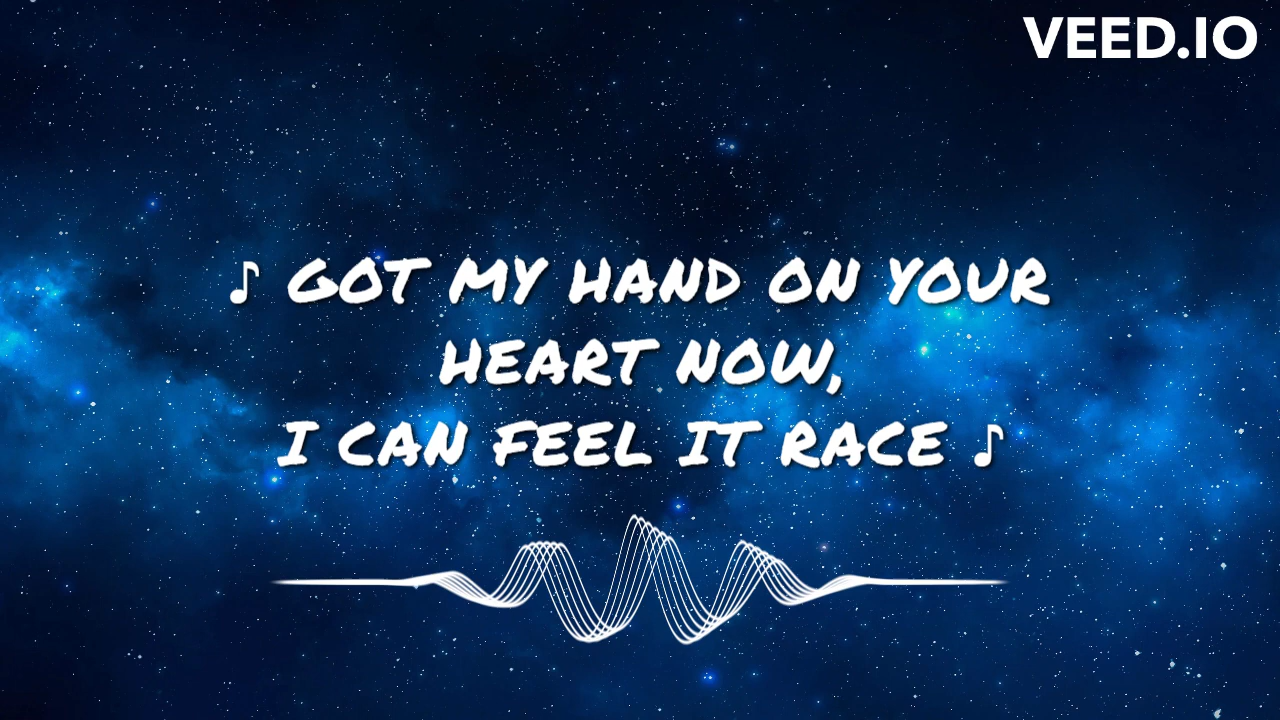 VEED.IO
♪ GOT MY HAND ON YOUR
HEART NOW,
I CAN FEEL IT RACE ♪